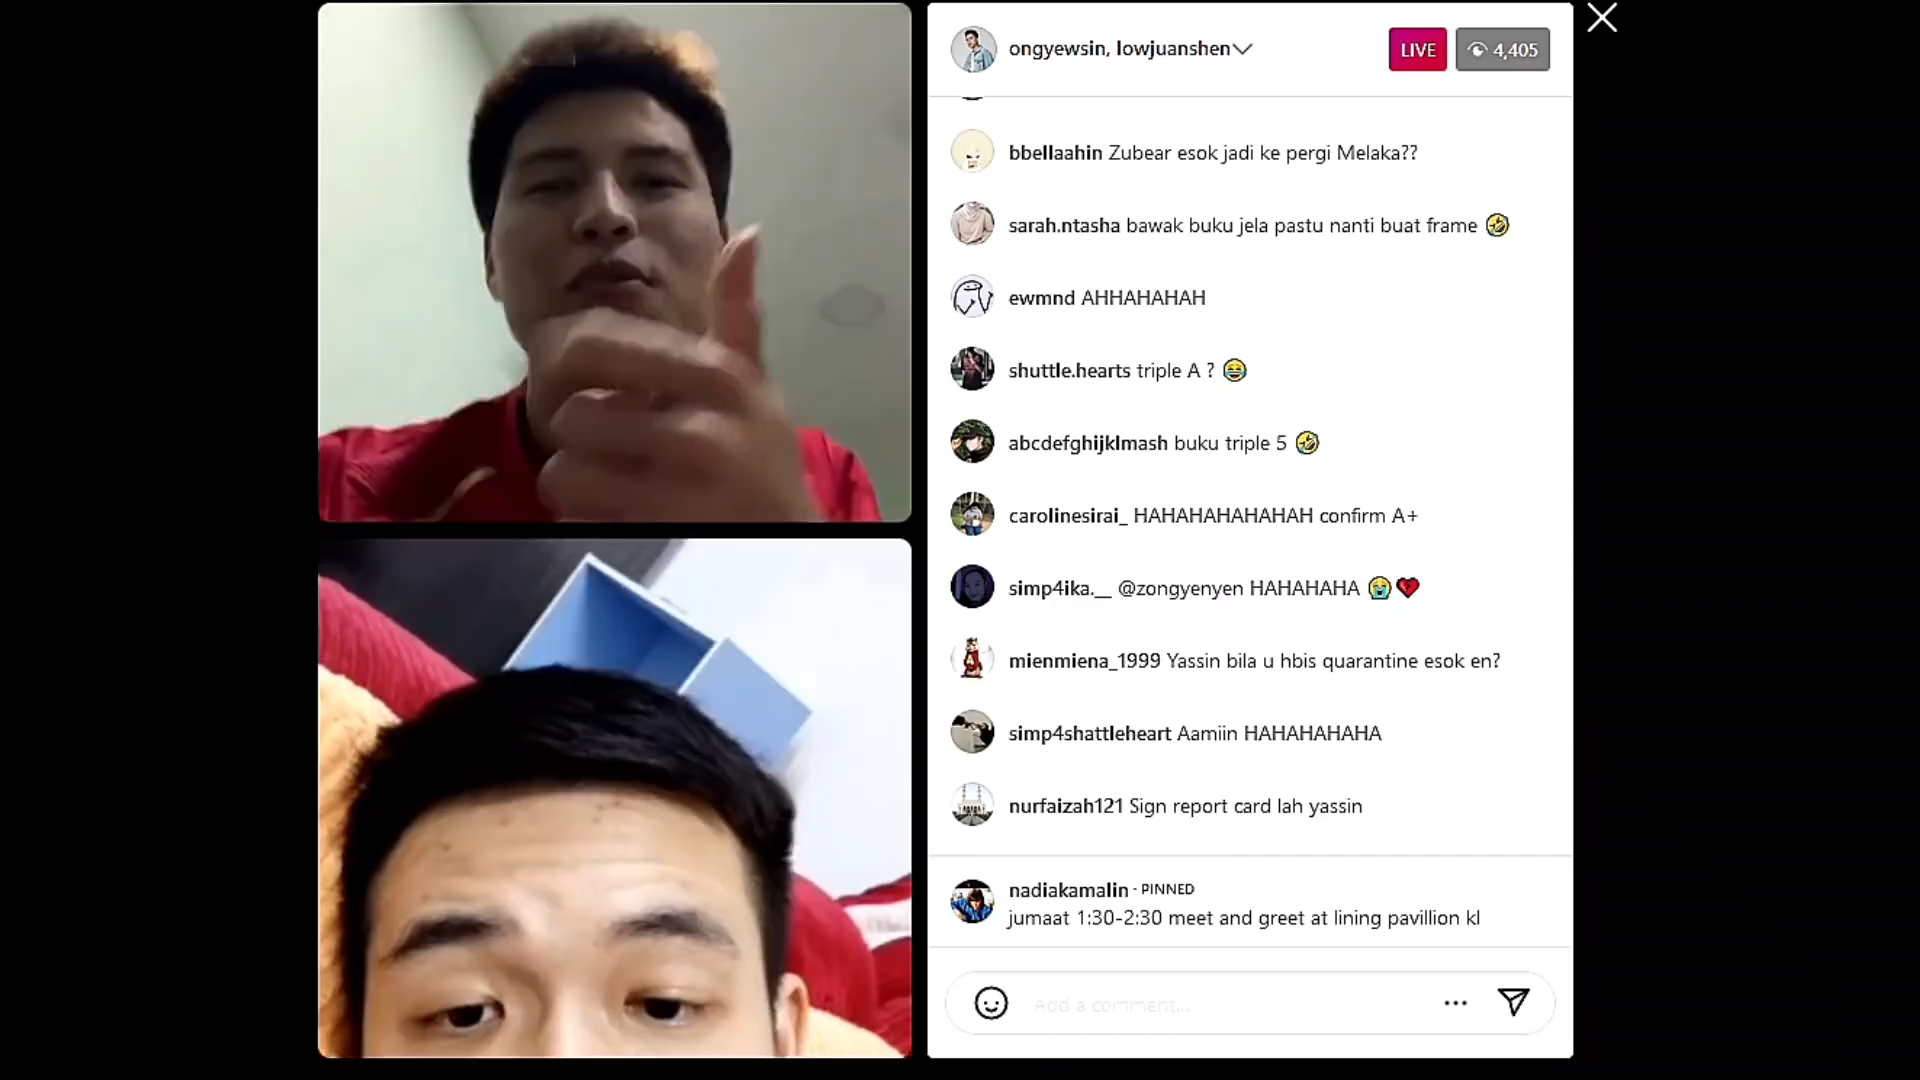 ongyewsin, lowjuanshen
LIVE
4,405
bbellaahin Zubear esok jadi ke pergi Melaka??
sarah.ntasha bawak buku jela pastu nanti buat frame 🤣
ewmnd AHHAHAHAH
shuttle.hearts triple A ? 😂
abcdefghijklmash buku triple 5 🤣
carolinesirai_ HAHAHAHAHAHAH confirm A+
simp4ika.__ @zongyenyen HAHAHAHA 😭💔
mienmiena_1999 Yassin bila u hbis quarantine esok en?
simp4shattleheart Aamiin HAHAHAHAHA
nurfaizah121 Sign report card lah yassin
nadiakamalin · PINNED
jumaat 1:30-2:30 meet and greet at lining pavillion kl
Add a comment...